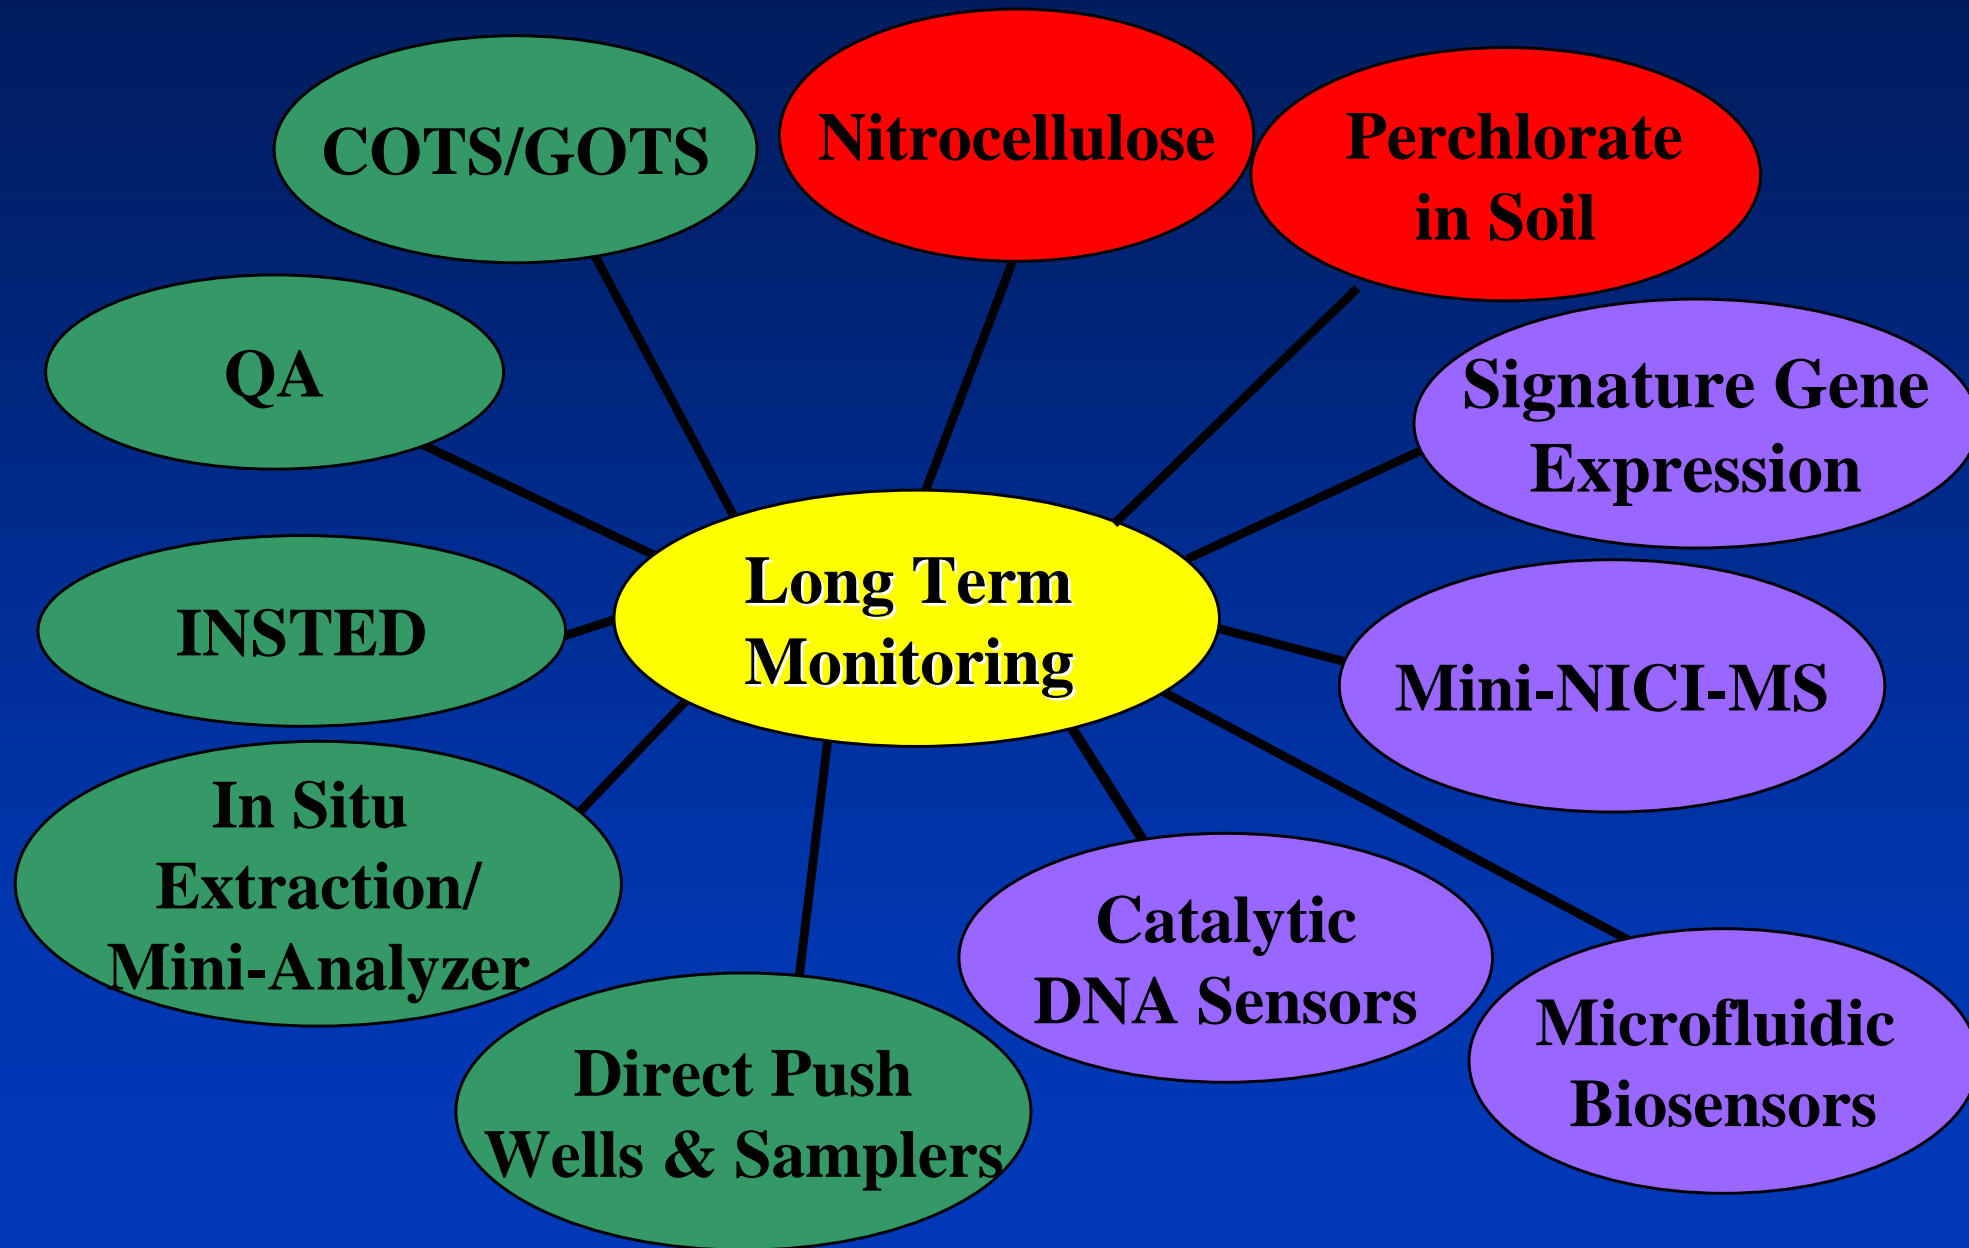 COTS/GOTS
Nitrocellulose
Perchlorate
in Soil
QA
Signature Gene
Expression
Long Term
Monitoring
INSTED
Mini-NICI-MS
In Situ
Extraction/
Mini-Analyzer
Catalytic
DNA Sensors
Microfluidic
Biosensors
Direct Push
Wells & Samplers